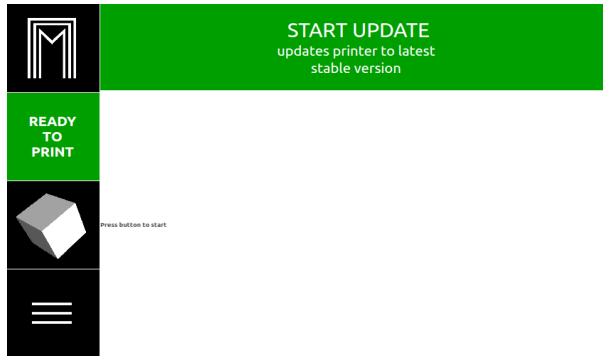 START UPDATE
updates printer to latest
stable version
READY
TO
PRINT
Press button to start